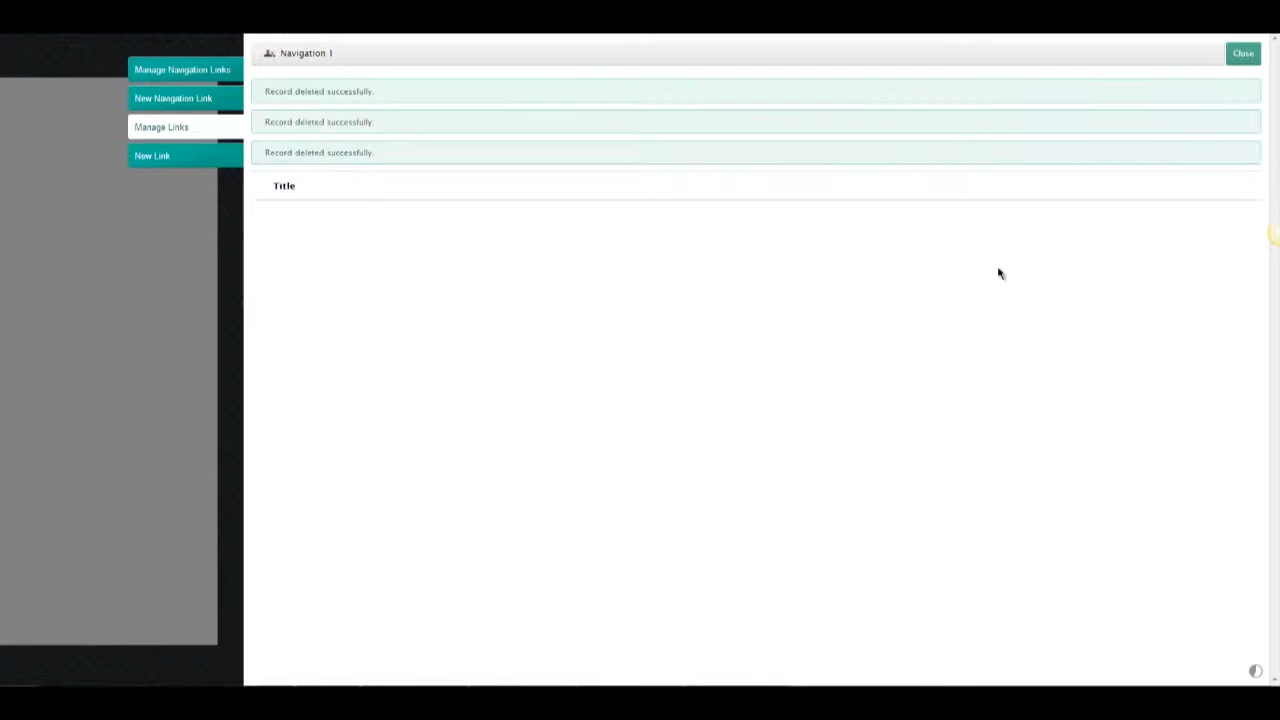 Navigation 1
Close
Manage Navigation Links
New Navigation Link
Manage Links
New Link
Record deleted successfully.
Record deleted successfully.
Record deleted successfully.
Title